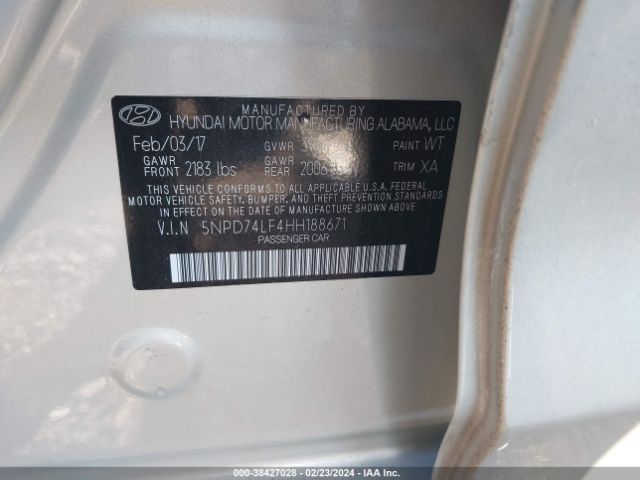 MANUFACTURED BY
HYUNDAI MOTOR MANUFACTURING ALABAMA, LLC
Feb/03/17 GVWR PAINT WT
GAWR FRONT 2183 lbs GAWR REAR TRIM XA
THIS VEHICLE CONFORMS TO ALL APPLICABLE U.S.A. FEDERAL
MOTOR VEHICLE SAFETY, BUMPER, AND THEFT PREVENTION
STANDARDS IN EFFECT ON THE DATE OF MANUFACTURE SHOWN ABOVE.
V.I.N 5NPD74LF4HH188671
PASSENGER CAR
000-38427028 - 02/23/2024 - IAA Inc.